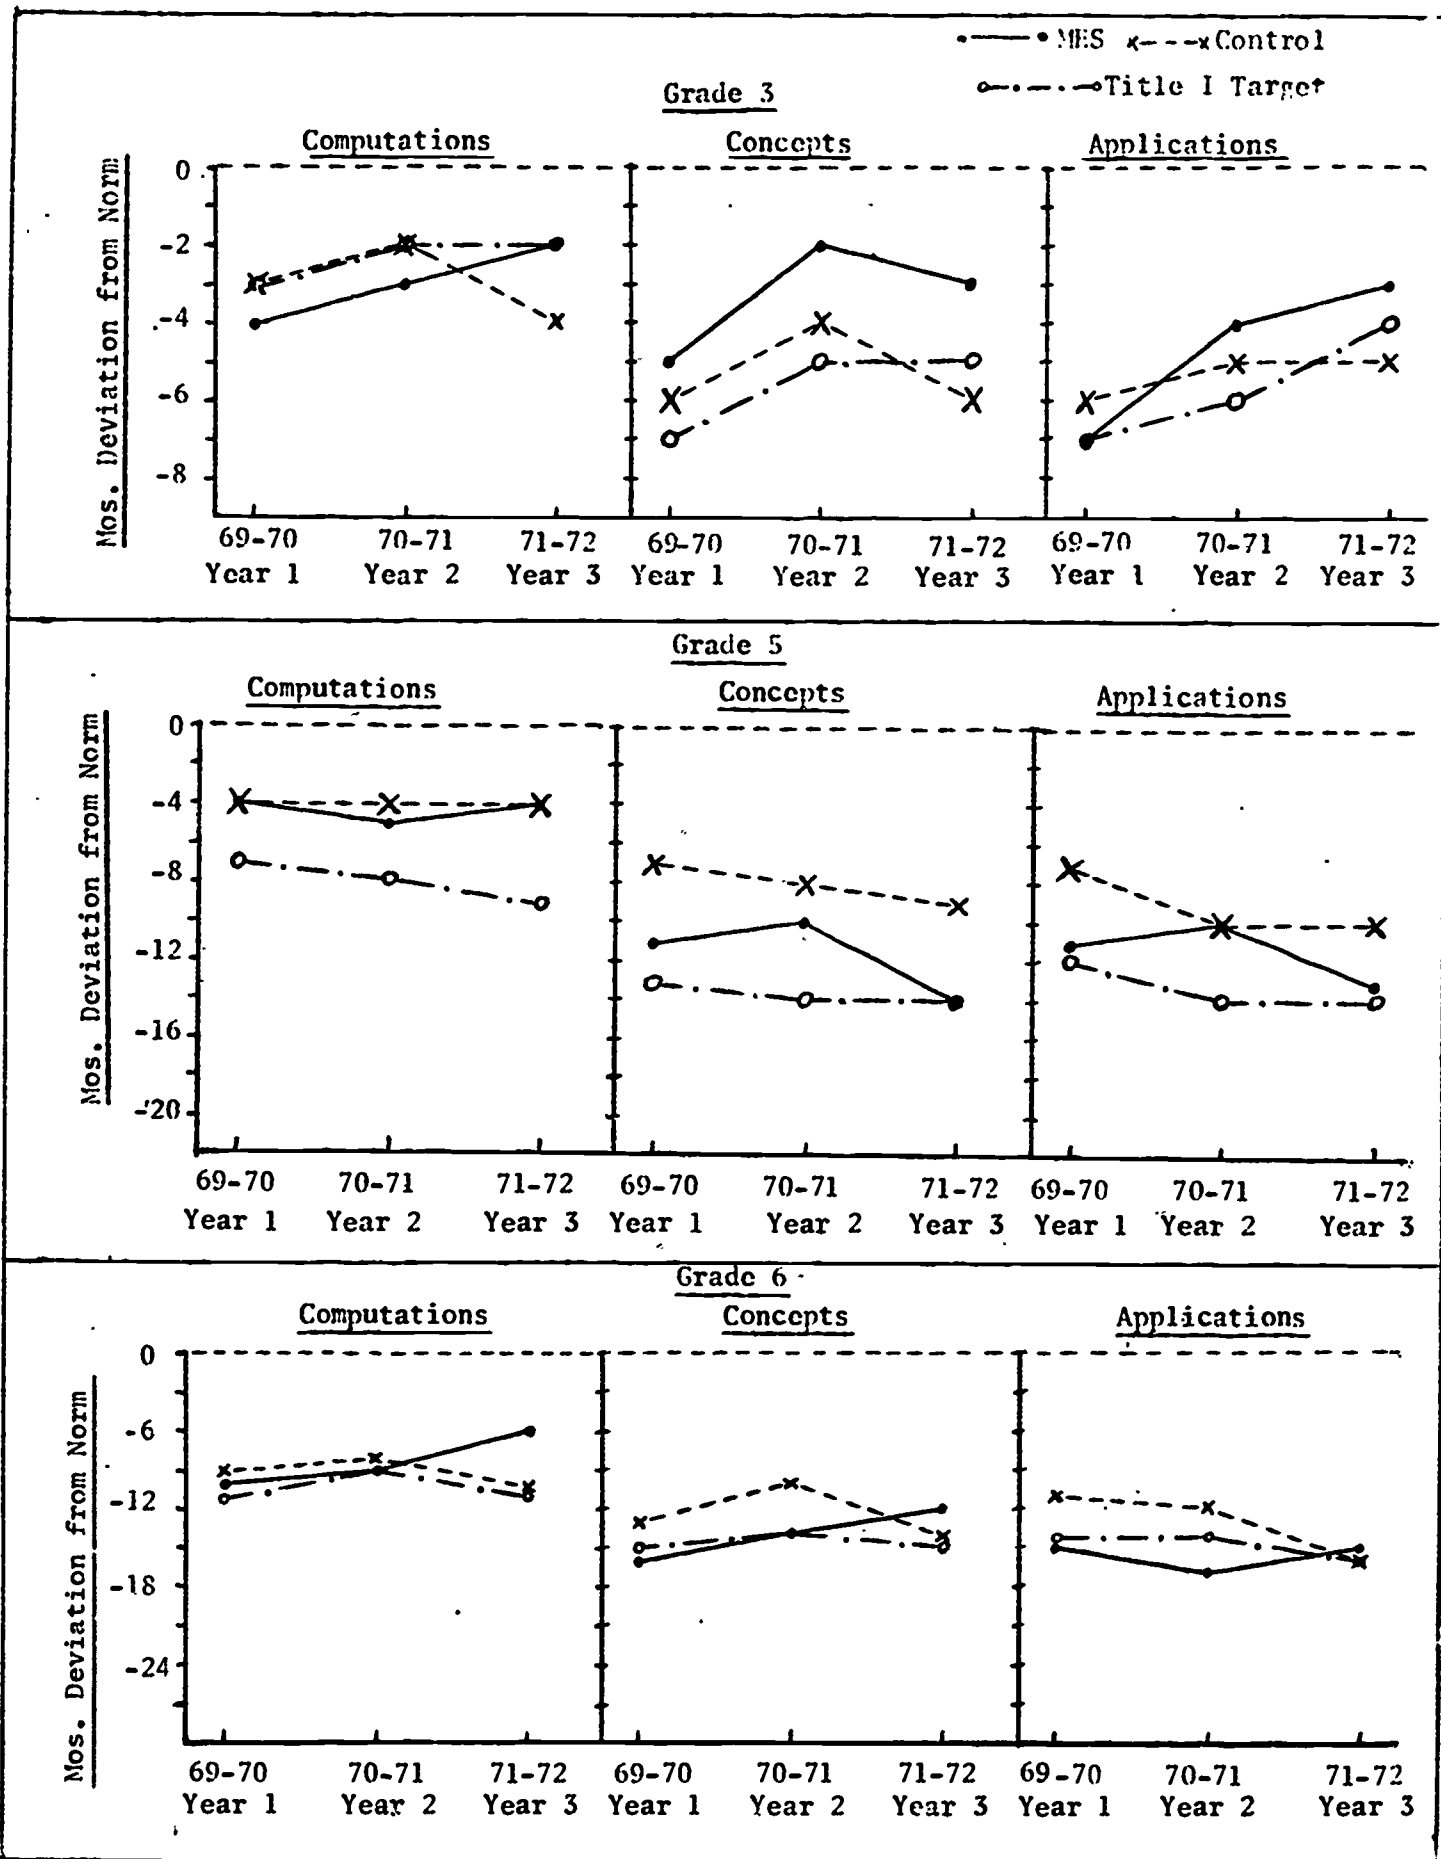 MES x----x Control
Title I Target
Grade 3
Computations Concepts Applications
Mos. Deviation from Norm
0
-2
-4
-6
-8
69-70 70-71 71-72 69-70 70-71 71-72 69-70 70-71 71-72
Year 1 Year 2 Year 3 Year 1 Year 2 Year 3 Year 1 Year 2 Year 3
Grade 5
Computations Concepts Applications
Mos. Deviation from Norm
0
-4
-8
-12
-16
-20
69-70 70-71 71-72 69-70 70-71 71-72 69-70 70-71 71-72
Year 1 Year 2 Year 3 Year 1 Year 2 Year 3 Year 1 Year 2 Year 3
Grade 6
Computations Concepts Applications
Mos. Deviation from Norm
0
-6
-12
-18
-24
69-70 70-71 71-72 69-70 70-71 71-72 69-70 70-71 71-72
Year 1 Year 2 Year 3 Year 1 Year 2 Year 3 Year 1 Year 2 Year 3